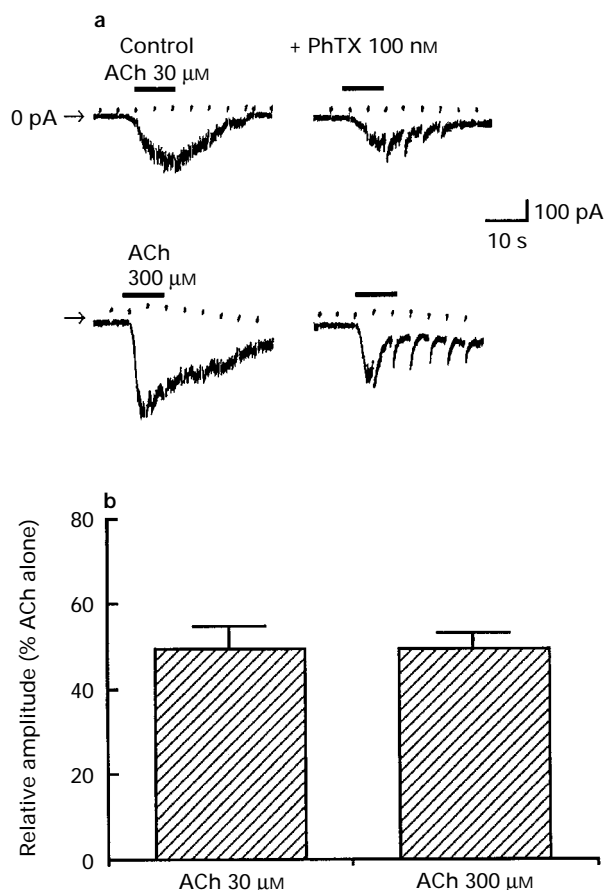 a
Control
ACh 30 µM
+ PhTX 100 nM
0 pA →
100 pA
10 s
ACh
300 µM
→
b
Relative amplitude (% ACh alone)
80
60
40
20
0
ACh 30 µM
ACh 300 µM